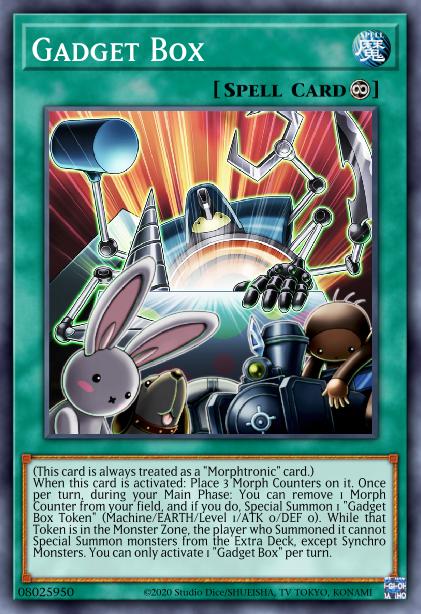 GADGET BOX
SPELL
魔
[SPELL CARD]
(This card is always treated as a "Morphtronic" card.)
When this card is activated: Place 3 Morph Counters on it. Once
per turn, during your Main Phase: You can remove 1 Morph
Counter from your field, and if you do, Special Summon 1 "Gadget
Box Token" (Machine/EARTH/Level 1/ATK 0/DEF 0). While that
Token is in the Monster Zone, the player who Summoned it cannot
Special Summon monsters from the Extra Deck, except Synchro
Monsters. You can only activate 1 "Gadget Box" per turn.
08025950
©2020 Studio Dice/SHUEISHA, TV TOKYO, KONAMI